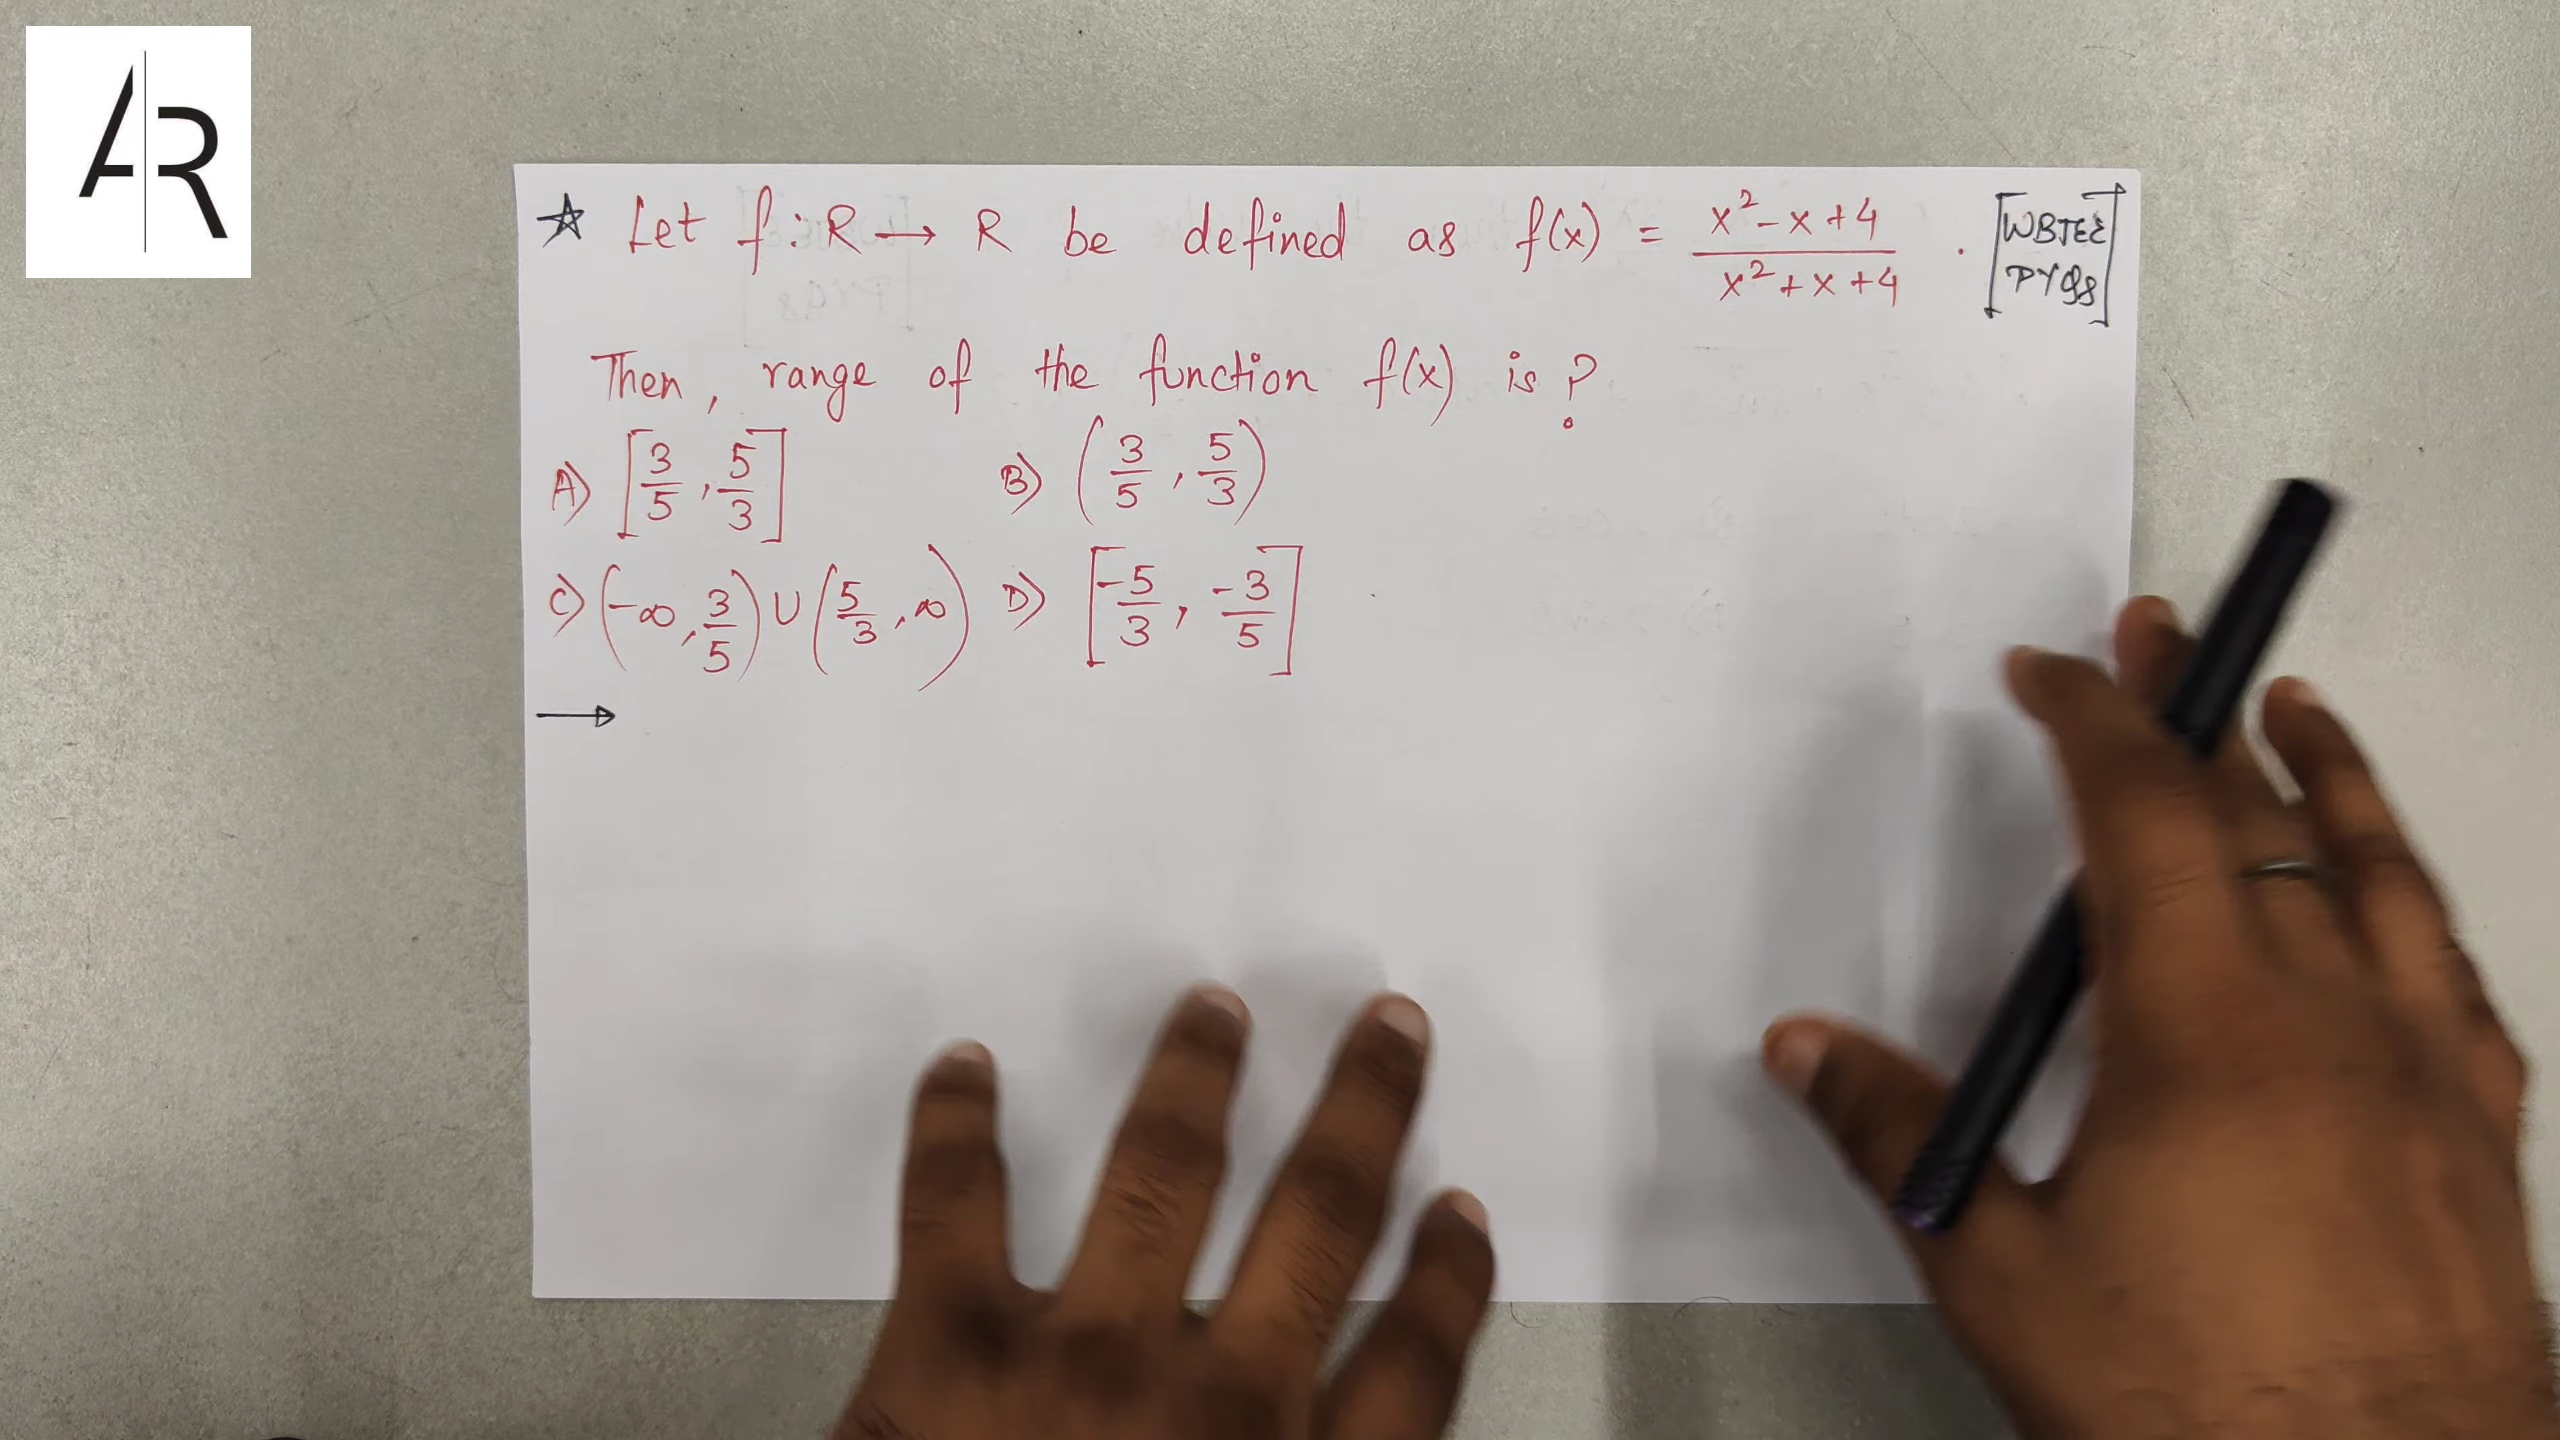 AR
☆ Let f : R → R be defined as f(x) = (x² - x + 4) / (x² + x + 4) . [WBJEE PYQs]
Then, range of the function f(x) is ?
A) [3/5, 5/3] B) (3/5, 5/3)
C) (-∞, 3/5) ∪ (5/3, ∞) D) [-5/3, -3/5]
→